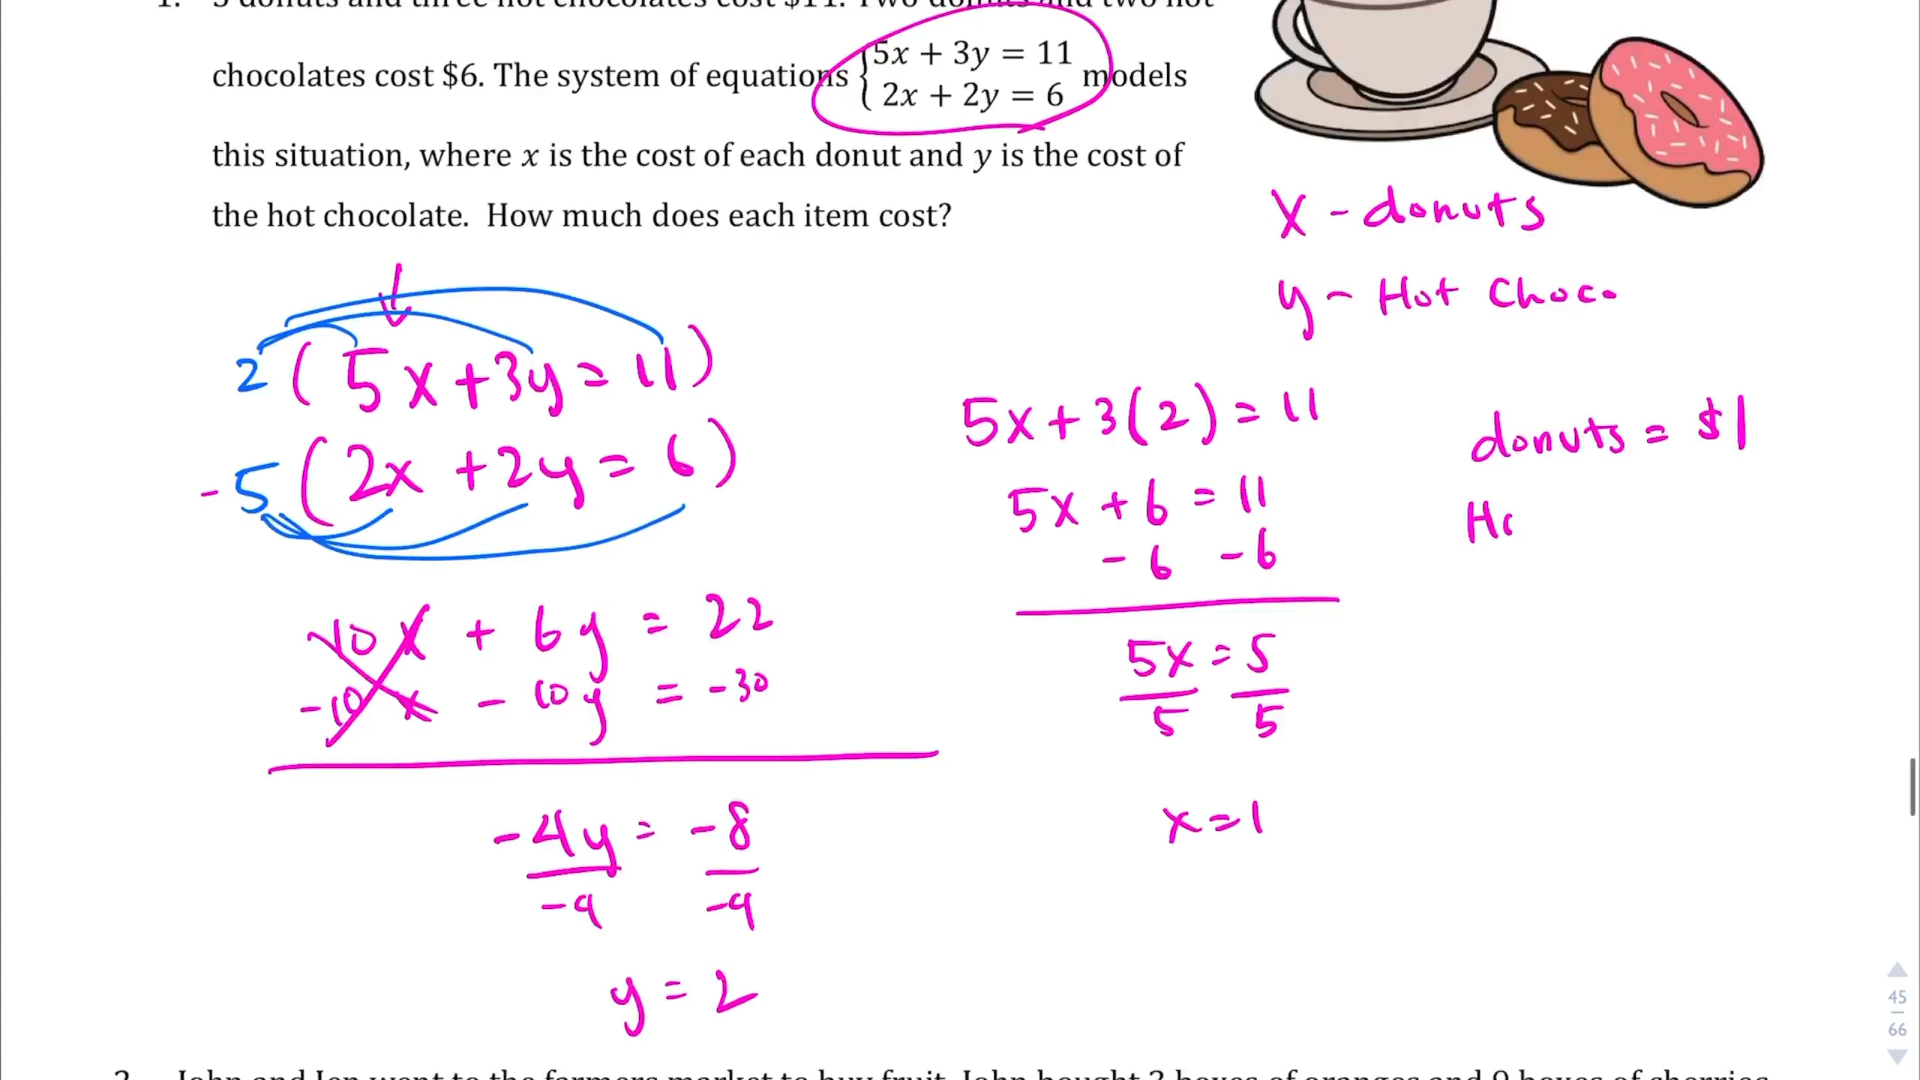 chocolates cost $6. The system of equations { 5x + 3y = 11 models
2x + 2y = 6
this situation, where x is the cost of each donut and y is the cost of
the hot chocolate. How much does each item cost?
x - donuts
y - Hot Choco
2 ( 5x + 3y = 11 )
-5 ( 2x + 2y = 6 )
10x + 6y = 22
-10x - 10y = -30
-4y = -8
-4 -4
y = 2
5x + 3(2) = 11
5x + 6 = 11
-6 -6
5x = 5
5 5
x = 1
donuts = $1
Ho
45
66